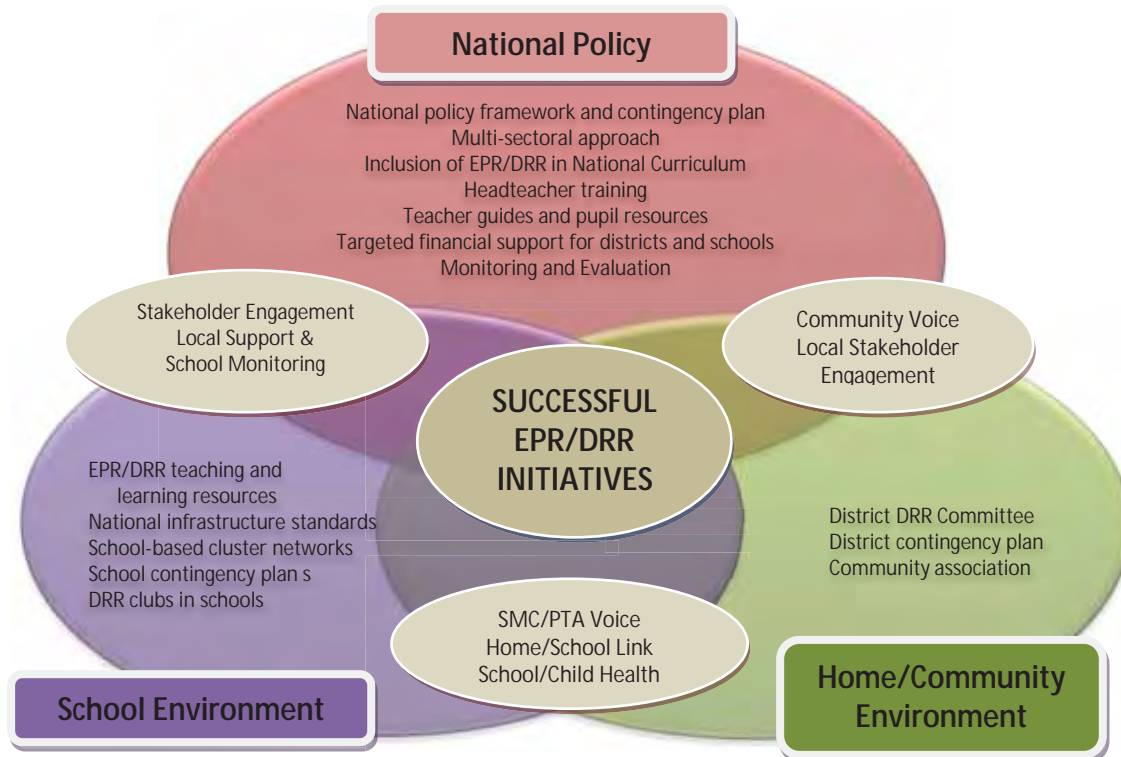 National Policy
National policy framework and contingency plan
Multi-sectoral approach
Inclusion of EPR/DRR in National Curriculum
Headteacher training
Teacher guides and pupil resources
Targeted financial support for districts and schools
Monitoring and Evaluation
Stakeholder Engagement
Local Support &
School Monitoring
Community Voice
Local Stakeholder
Engagement
SUCCESSFUL
EPR/DRR
INITIATIVES
EPR/DRR teaching and
learning resources
National infrastructure standards
School-based cluster networks
School contingency plan s
DRR clubs in schools
District DRR Committee
District contingency plan
Community association
SMC/PTA Voice
Home/School Link
School/Child Health
School Environment
Home/Community
Environment